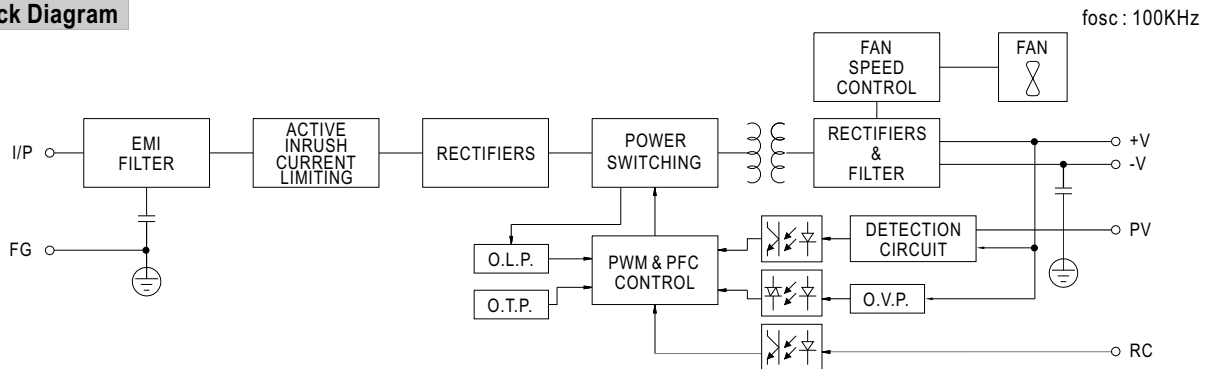 ck Diagram
fosc : 100KHz
FAN
SPEED
CONTROL
FAN
I/P
EMI
FILTER
ACTIVE
INRUSH
CURRENT
LIMITING
RECTIFIERS
POWER
SWITCHING
RECTIFIERS
&
FILTER
+V
-V
FG
O.L.P.
O.T.P.
PWM & PFC
CONTROL
DETECTION
CIRCUIT
PV
O.V.P.
RC